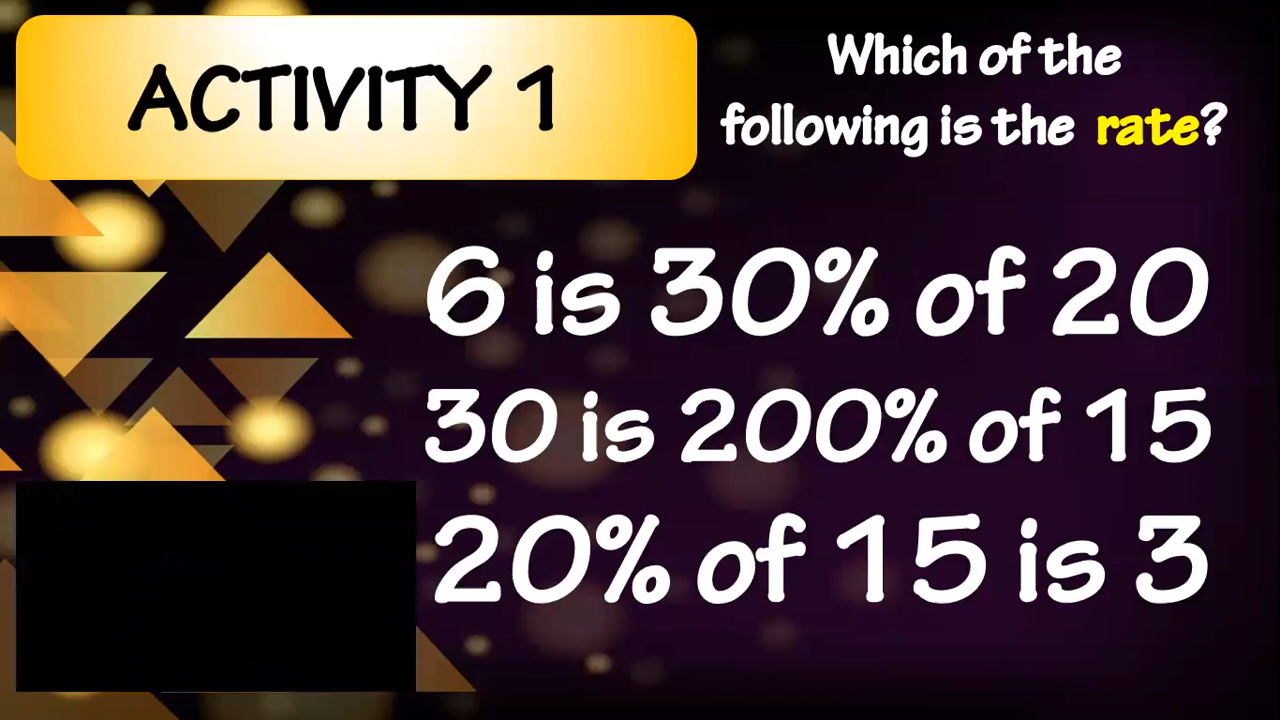 ACTIVITY 1
Which of the
following is the rate?
6 is 30% of 20
30 is 200% of 15
20% of 15 is 3